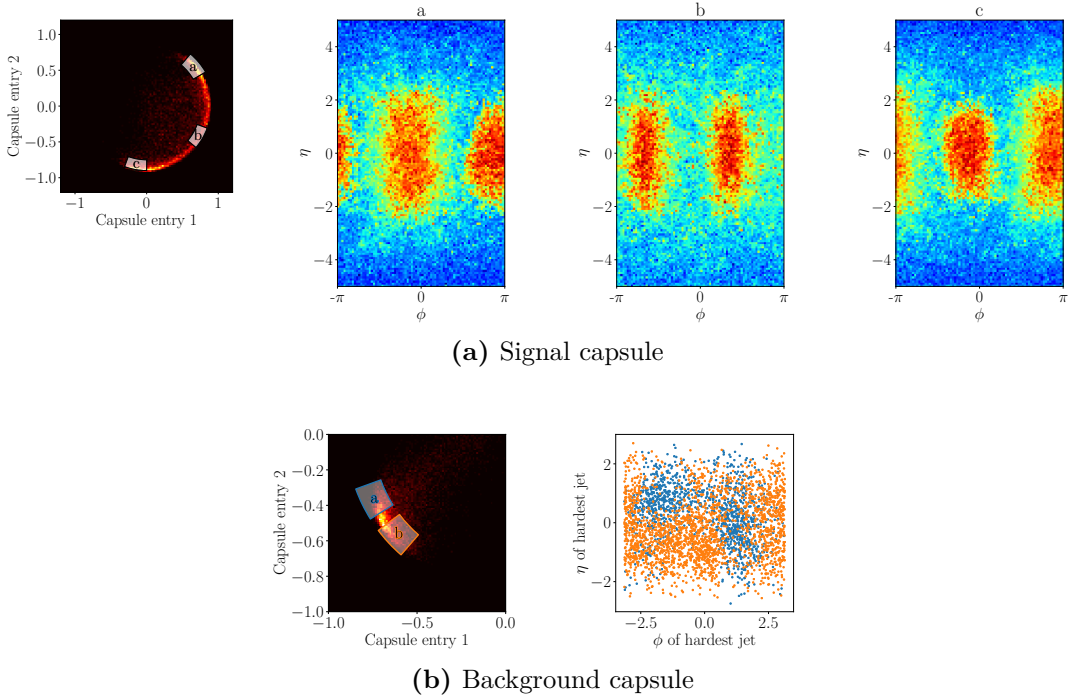 a
b
c
1.0
0.5
0.0
−0.5
−1.0
Capsule entry 2
a
b
c
−1
0
1
Capsule entry 1
4
2
0
−2
−4
η
-π
0
π
ϕ
4
2
0
−2
−4
η
-π
0
π
ϕ
4
2
0
−2
−4
η
-π
0
π
ϕ
(a) Signal capsule
0.0
−0.2
−0.4
−0.6
−0.8
−1.0
Capsule entry 2
a
b
−1.0
−0.5
0.0
Capsule entry 1
2
0
−2
η of hardest jet
−2.5
0.0
2.5
ϕ of hardest jet
(b) Background capsule